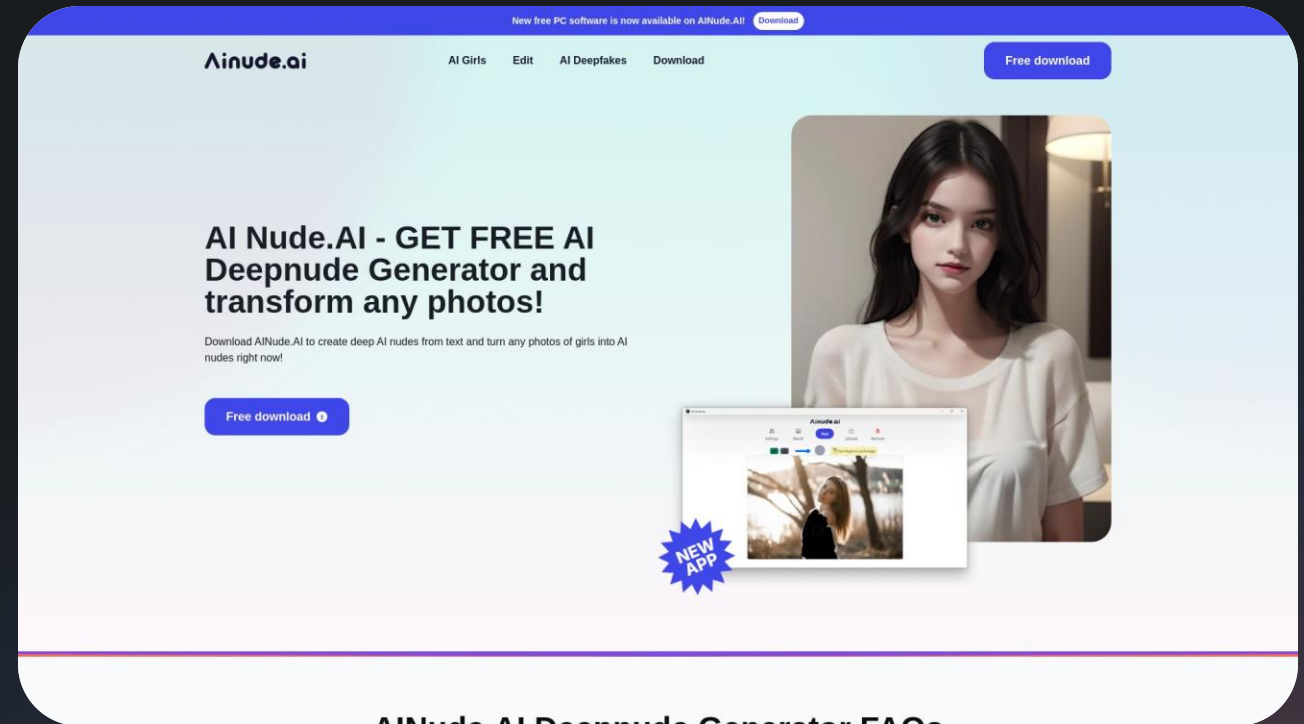 New free PC software is now available on AINude.AI! Download
Ainude.ai
AI Girls Edit AI Deepfakes Download
Free download
AI Nude.AI - GET FREE AI
Deepnude Generator and
transform any photos!
Download AINude.AI to create deep AI nudes from text and turn any photos of girls into AI
nudes right now!
Free download
Ainude.ai
NEW
APP
AINude.AI Deepnude Generator FAQs